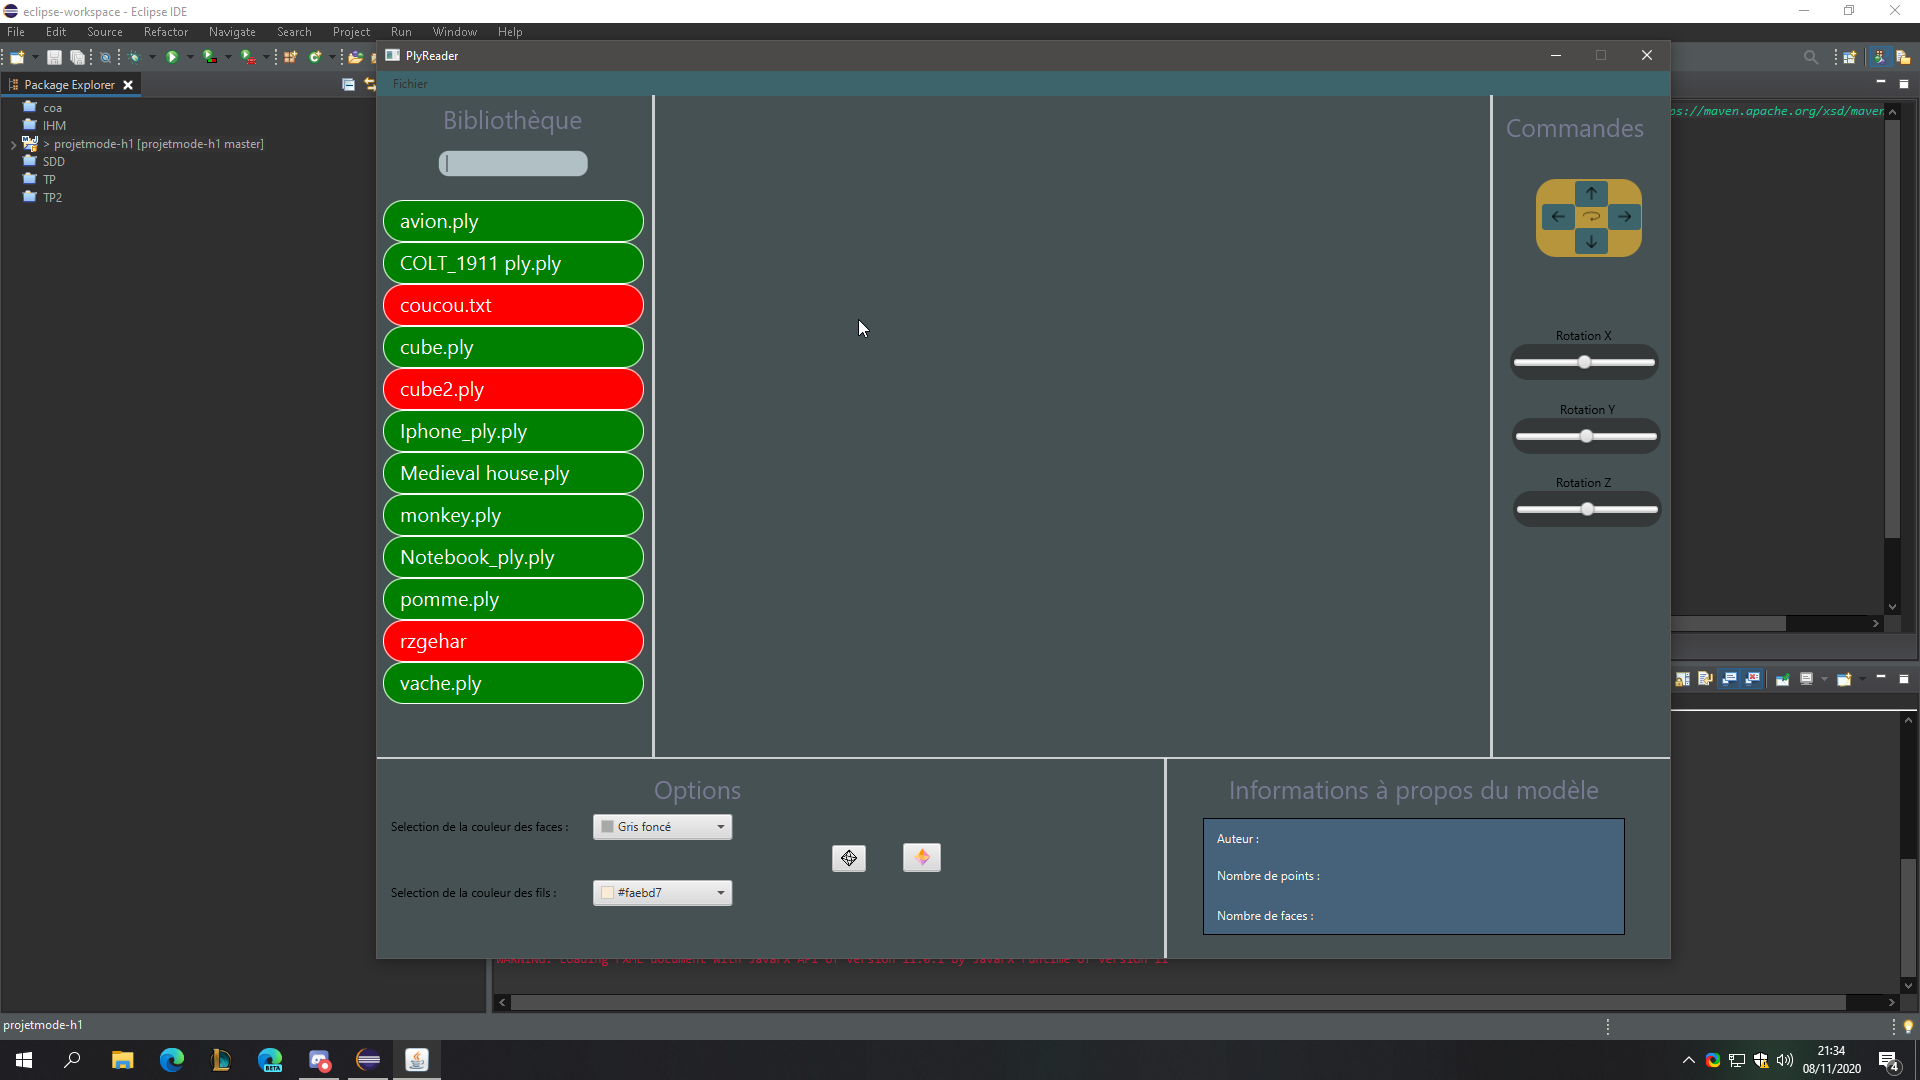 eclipse-workspace - Eclipse IDE
File Edit Source Refactor Navigate Search Project Run Window Help
PlyReader
Package Explorer
Fichier
coa
IHM
> projetmode-h1 [projetmode-h1 master]
SDD
TP
TP2
Bibliothèque
avion.ply
COLT_1911 ply.ply
coucou.txt
cube.ply
cube2.ply
Iphone_ply.ply
Medieval house.ply
monkey.ply
Notebook_ply.ply
pomme.ply
rzgehar
vache.ply
Commandes
Rotation X
Rotation Y
Rotation Z
ps://maven.apache.org/xsd/maven
Options
Selection de la couleur des faces :
Gris foncé
Selection de la couleur des fils :
#faebd7
Informations à propos du modèle
Auteur :
Nombre de points :
Nombre de faces :
WARNING: Loading FXML document with JavaFX API of version 11.0.1 by JavaFX runtime of version 11
projetmode-h1
BETA
21:34
08/11/2020
4